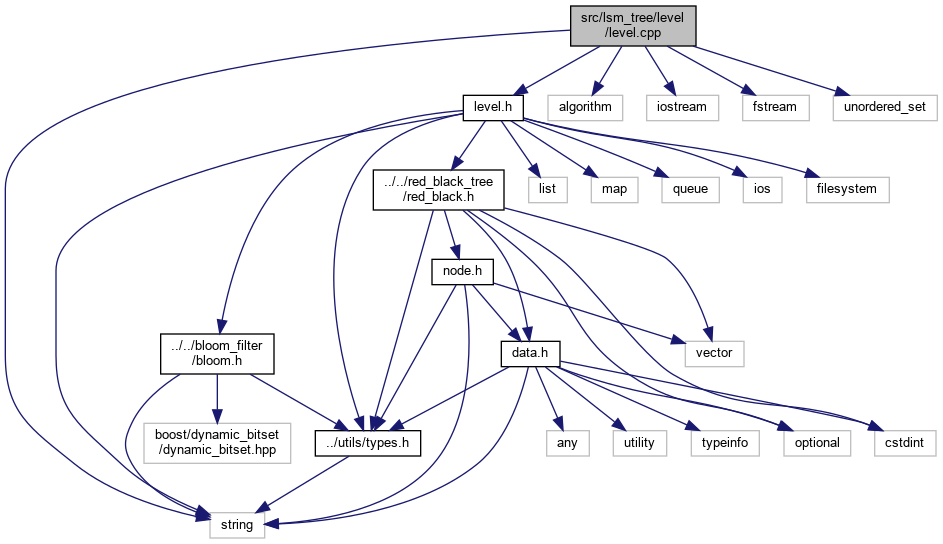 src/lsm_tree/level
/level.cpp
level.h
algorithm
iostream
fstream
unordered_set
../../red_black_tree
/red_black.h
list
map
queue
ios
filesystem
node.h
../../bloom_filter
/bloom.h
data.h
vector
boost/dynamic_bitset
/dynamic_bitset.hpp
../utils/types.h
any
utility
typeinfo
optional
cstdint
string